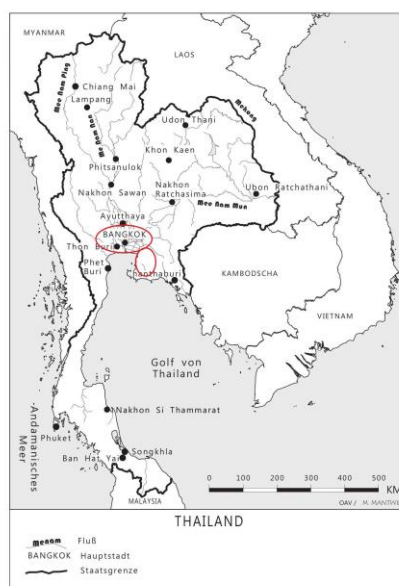 MYANMAR
LAOS
Mae Nam Ping
Chiang Mai
Lampang
Mae Nam Nan
Udon Thani
Mekong
Khon Kaen
Phitsanulok
Nakhon Sawan
Nakhon
Ratchasima
Ubon Ratchathani
Mae Nam Mun
Ayutthaya
BANGKOK
Thon Buri
Phet
Buri
Chanthaburi
KAMBODSCHA
VIETNAM
Golf von
Thailand
Andamanisches
Meer
Nakhon Si Thammarat
Phuket
Songkhla
Ban Hat Yai
MALAYSIA
0 100 200 300 400 500
KM
OAV / M. MANTWILL
THAILAND
Menam Fluß
BANGKOK Hauptstadt
Staatsgrenze